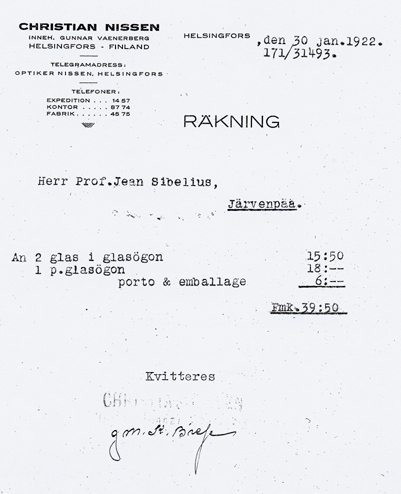 CHRISTIAN NISSEN
INNEH. GUNNAR VAENERBERG
HELSINGFORS - FINLAND
TELEGRAMADRESS:
OPTIKER NISSEN, HELSINGFORS
TELEFONER:
EXPEDITION . . . 14 57
KONTOR . . . . . 87 74
FABRIK . . . . . . 45 75
HELSINGFORS ,den 30 jan. 1922.
171/31493.
RÄKNING
Herr Prof. Jean Sibelius,
Järvenpää.
An 2 glas i glasögon 15:50
1 p.glasögon 18:--
porto & emballage 6:--
Fmk. 39:50
Kvitteres